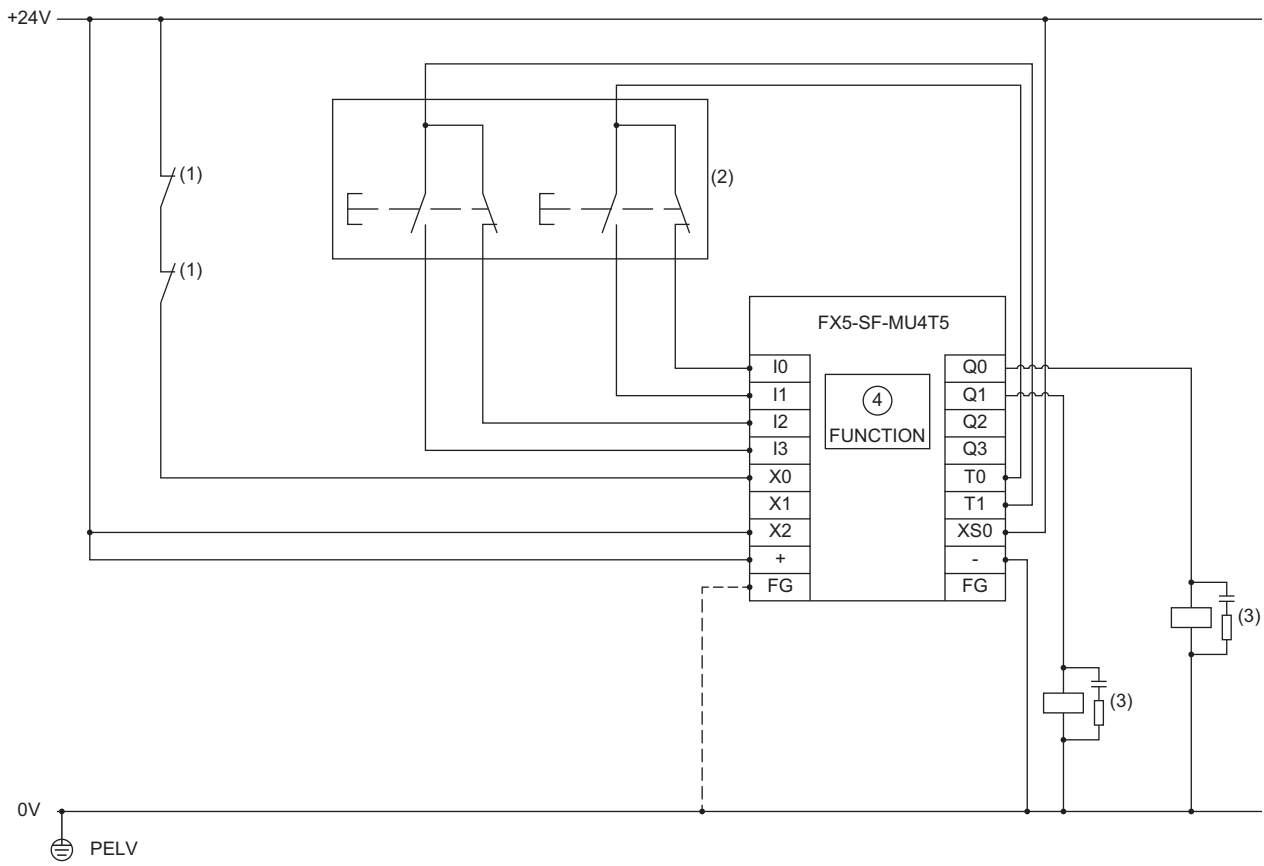 +24V
(1)
(2)
(1)
FX5-SF-MU4T5
I0
Q0
I1
Q1
4
I2
Q2
FUNCTION
I3
Q3
X0
T0
X1
T1
X2
XS0
+
-
FG
FG
(3)
(3)
0V
PELV